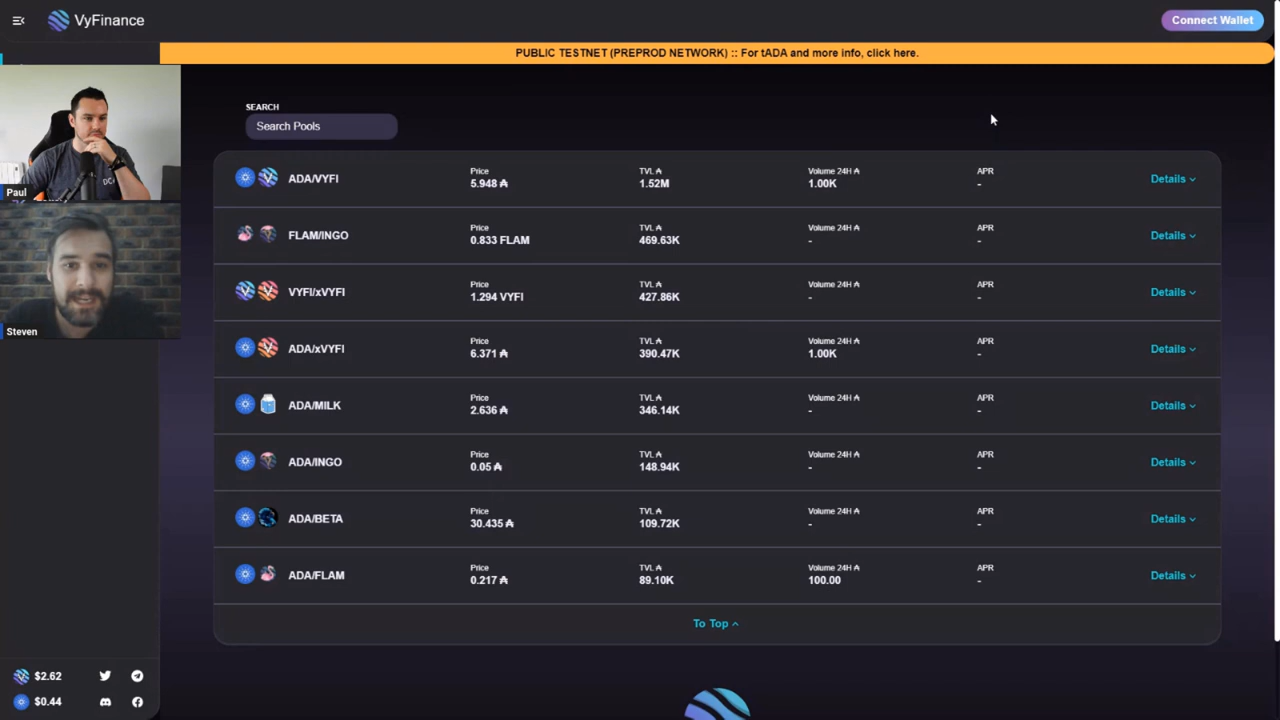 VyFinance
Connect Wallet
PUBLIC TESTNET (PREPROD NETWORK) :: For tADA and more info, click here.
SEARCH
Search Pools
ADA/VYFI
Price
5.948 ₳
TVL ₳
1.52M
Volume 24H ₳
1.00K
APR
-
Details
FLAM/INGO
Price
0.833 FLAM
TVL ₳
469.63K
Volume 24H ₳
-
APR
-
Details
VYFI/xVYFI
Price
1.294 VYFI
TVL ₳
427.86K
Volume 24H ₳
-
APR
-
Details
ADA/xVYFI
Price
6.371 ₳
TVL ₳
390.47K
Volume 24H ₳
1.00K
APR
-
Details
ADA/MILK
Price
2.636 ₳
TVL ₳
346.14K
Volume 24H ₳
-
APR
-
Details
ADA/INGO
Price
0.05 ₳
TVL ₳
148.94K
Volume 24H ₳
-
APR
-
Details
ADA/BETA
Price
30.435 ₳
TVL ₳
109.72K
Volume 24H ₳
-
APR
-
Details
ADA/FLAM
Price
0.217 ₳
TVL ₳
89.10K
Volume 24H ₳
100.00
APR
-
Details
To Top
Paul
Steven
$2.62
$0.44